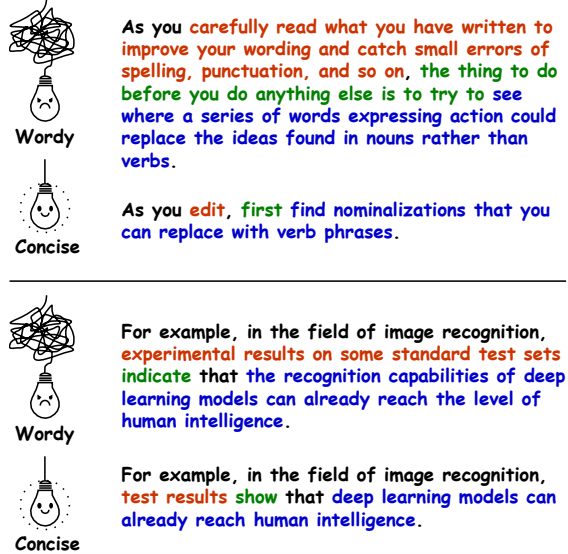 As you carefully read what you have written to
improve your wording and catch small errors of
spelling, punctuation, and so on, the thing to do
before you do anything else is to try to see
where a series of words expressing action could
replace the ideas found in nouns rather than
verbs.
Wordy
As you edit, first find nominalizations that you
can replace with verb phrases.
Concise
For example, in the field of image recognition,
experimental results on some standard test sets
indicate that the recognition capabilities of deep
learning models can already reach the level of
human intelligence.
Wordy
For example, in the field of image recognition,
test results show that deep learning models can
already reach human intelligence.
Concise